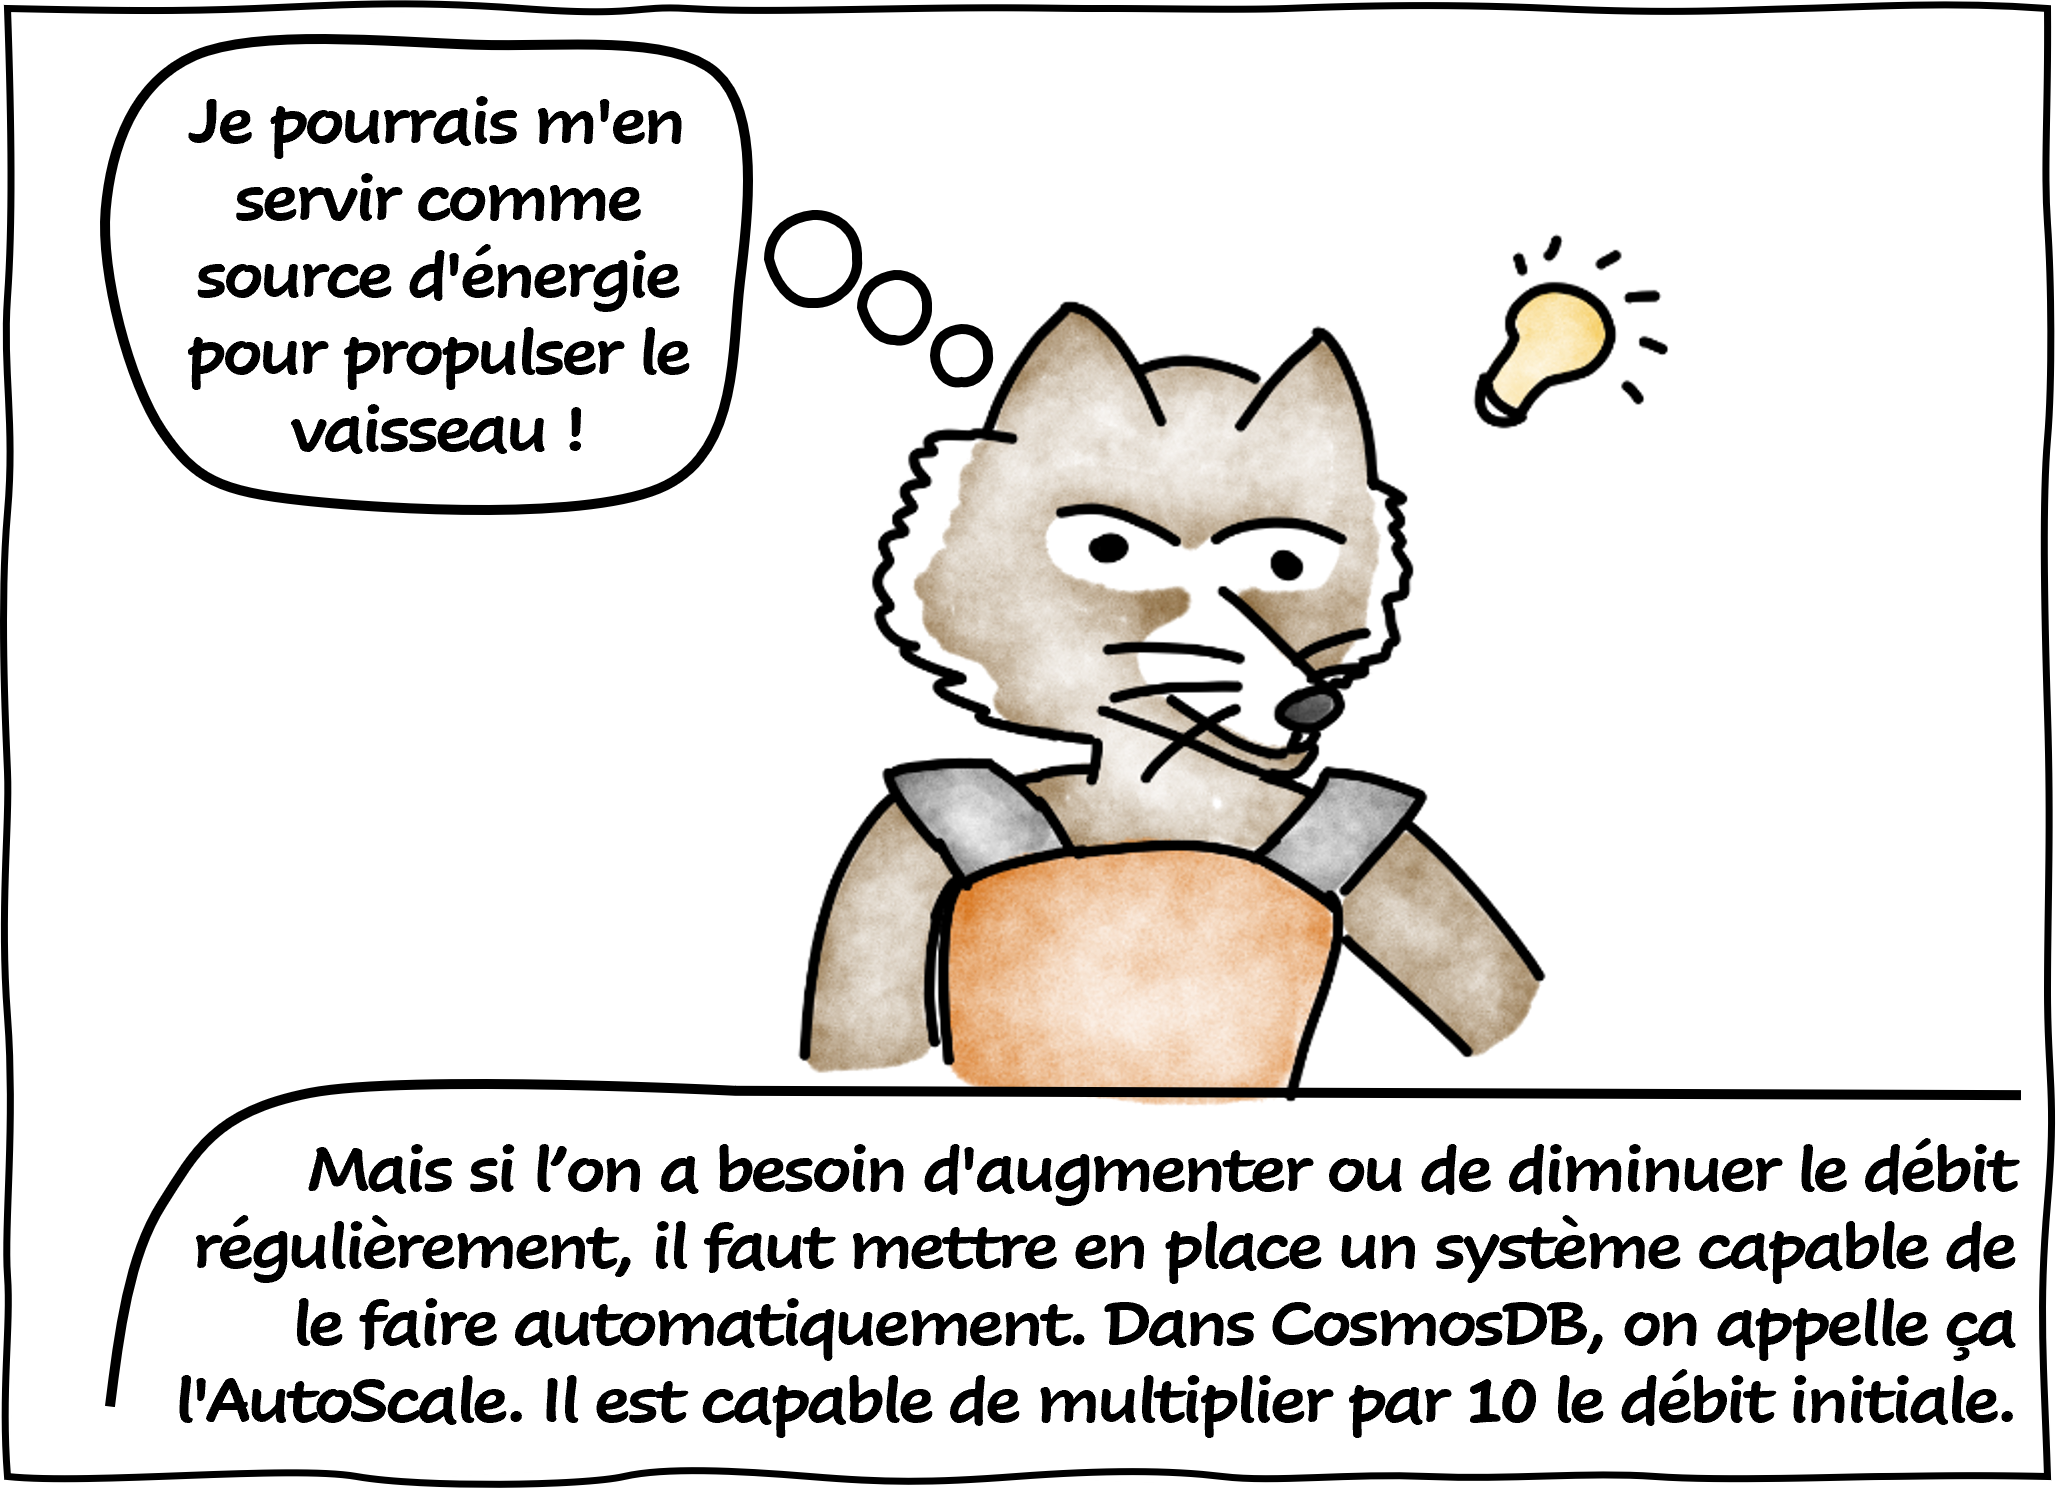 Je pourrais m'en
servir comme
source d'énergie
pour propulser le
vaisseau !
Mais si l’on a besoin d'augmenter ou de diminuer le débit
régulièrement, il faut mettre en place un système capable de
le faire automatiquement. Dans CosmosDB, on appelle ça
l'AutoScale. Il est capable de multiplier par 10 le débit initiale.